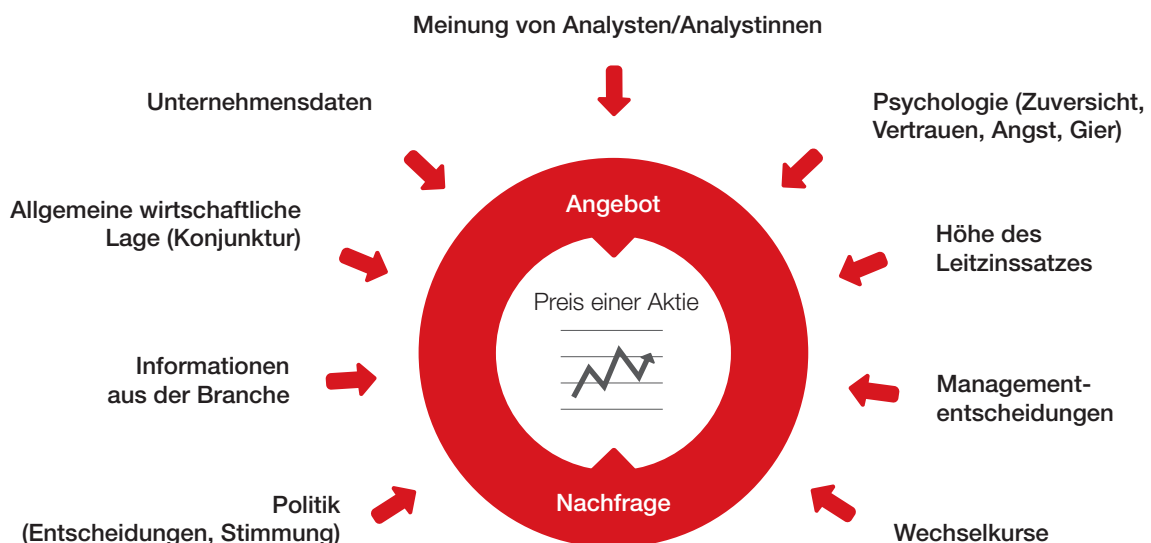 Meinung von Analysten/Analystinnen
Unternehmensdaten
Psychologie (Zuversicht,
Vertrauen, Angst, Gier)
Allgemeine wirtschaftliche
Lage (Konjunktur)
Angebot
Höhe des
Leitzinssatzes
Preis einer Aktie
Informationen
aus der Branche
Management-
entscheidungen
Politik
(Entscheidungen, Stimmung)
Nachfrage
Wechselkurse